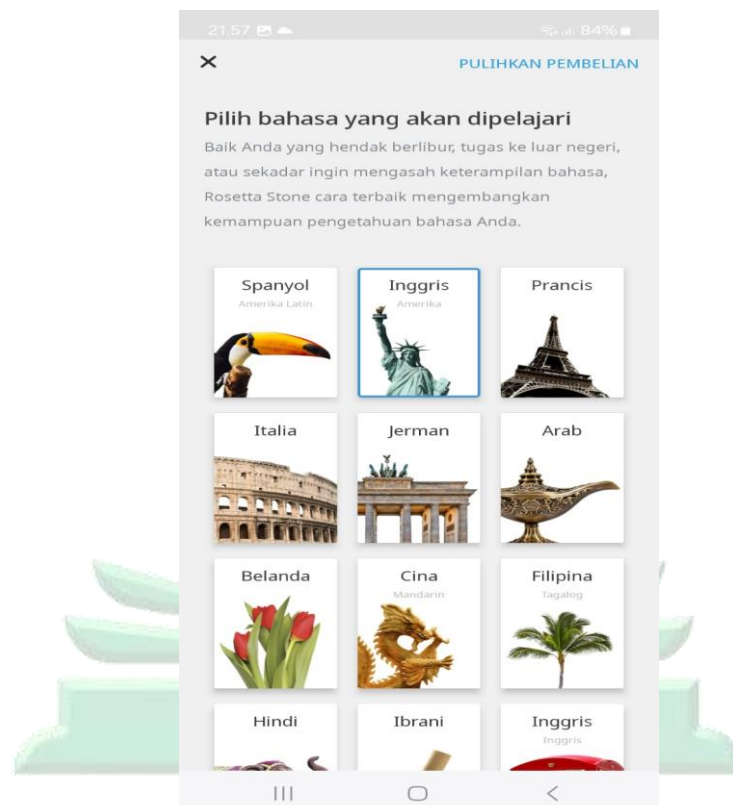 21.57 84%
PULIHKAN PEMBELIAN
Pilih bahasa yang akan dipelajari
Baik Anda yang hendak berlibur, tugas ke luar negeri,
atau sekadar ingin mengasah keterampilan bahasa,
Rosetta Stone cara terbaik mengembangkan
kemampuan pengetahuan bahasa Anda.
Spanyol Inggris Prancis
Amerika Latin Amerika
Italia Jerman Arab
Belanda Cina Filipina
Mandarin Tagalog
Hindi Ibrani Inggris
Inggris